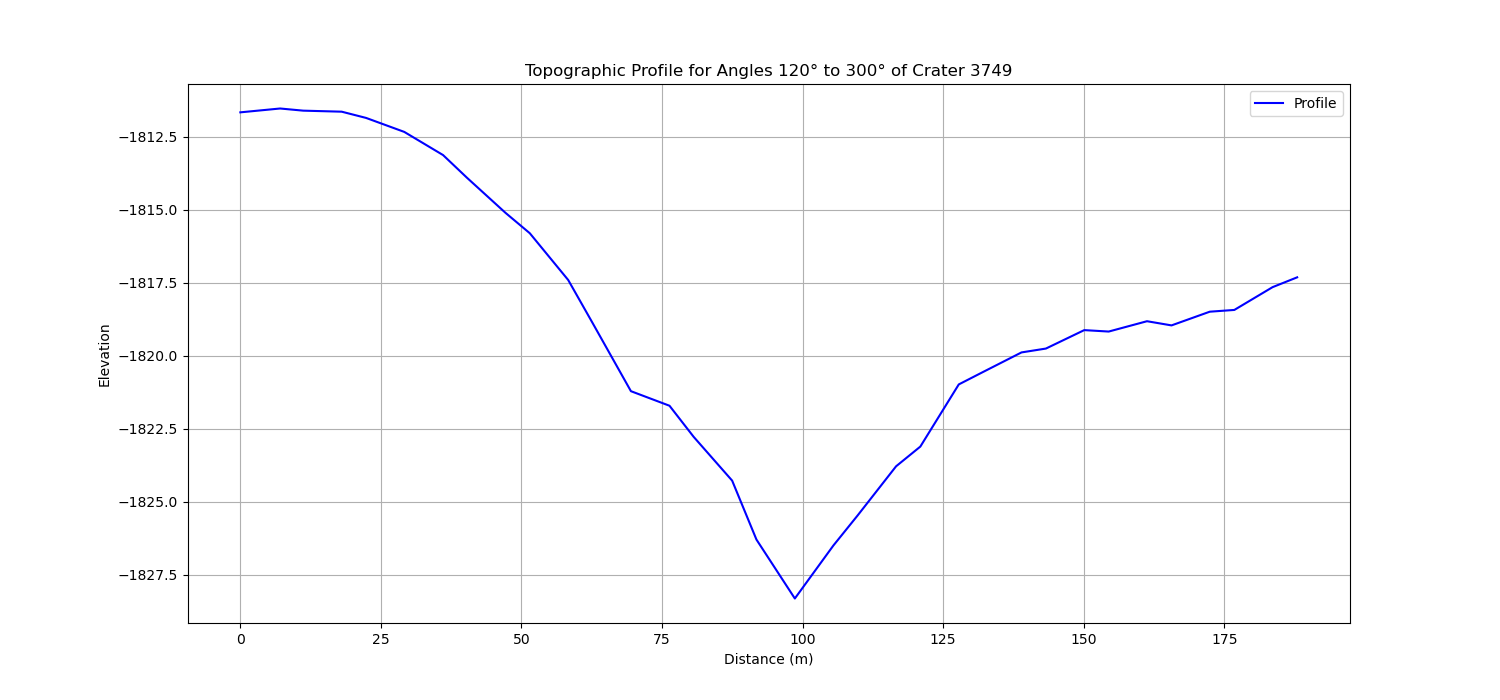 Topographic Profile for Angles 120° to 300° of Crater 3749
Profile
−1812.5
−1815.0
−1817.5
−1820.0
−1822.5
−1825.0
−1827.5
Elevation
0 25 50 75 100 125 150 175
Distance (m)